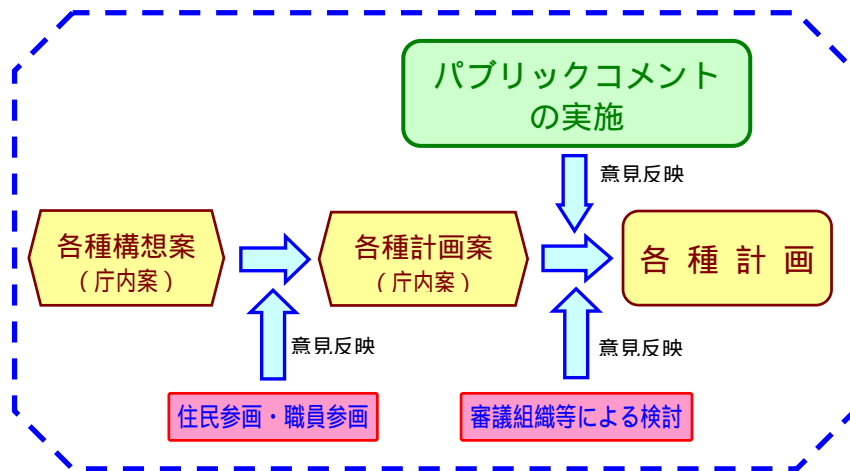 パブリックコメント
の実施
意見反映
各種構想案
（庁内案）
各種計画案
（庁内案）
各種計画
意見反映
意見反映
住民参画・職員参画
審議組織等による検討